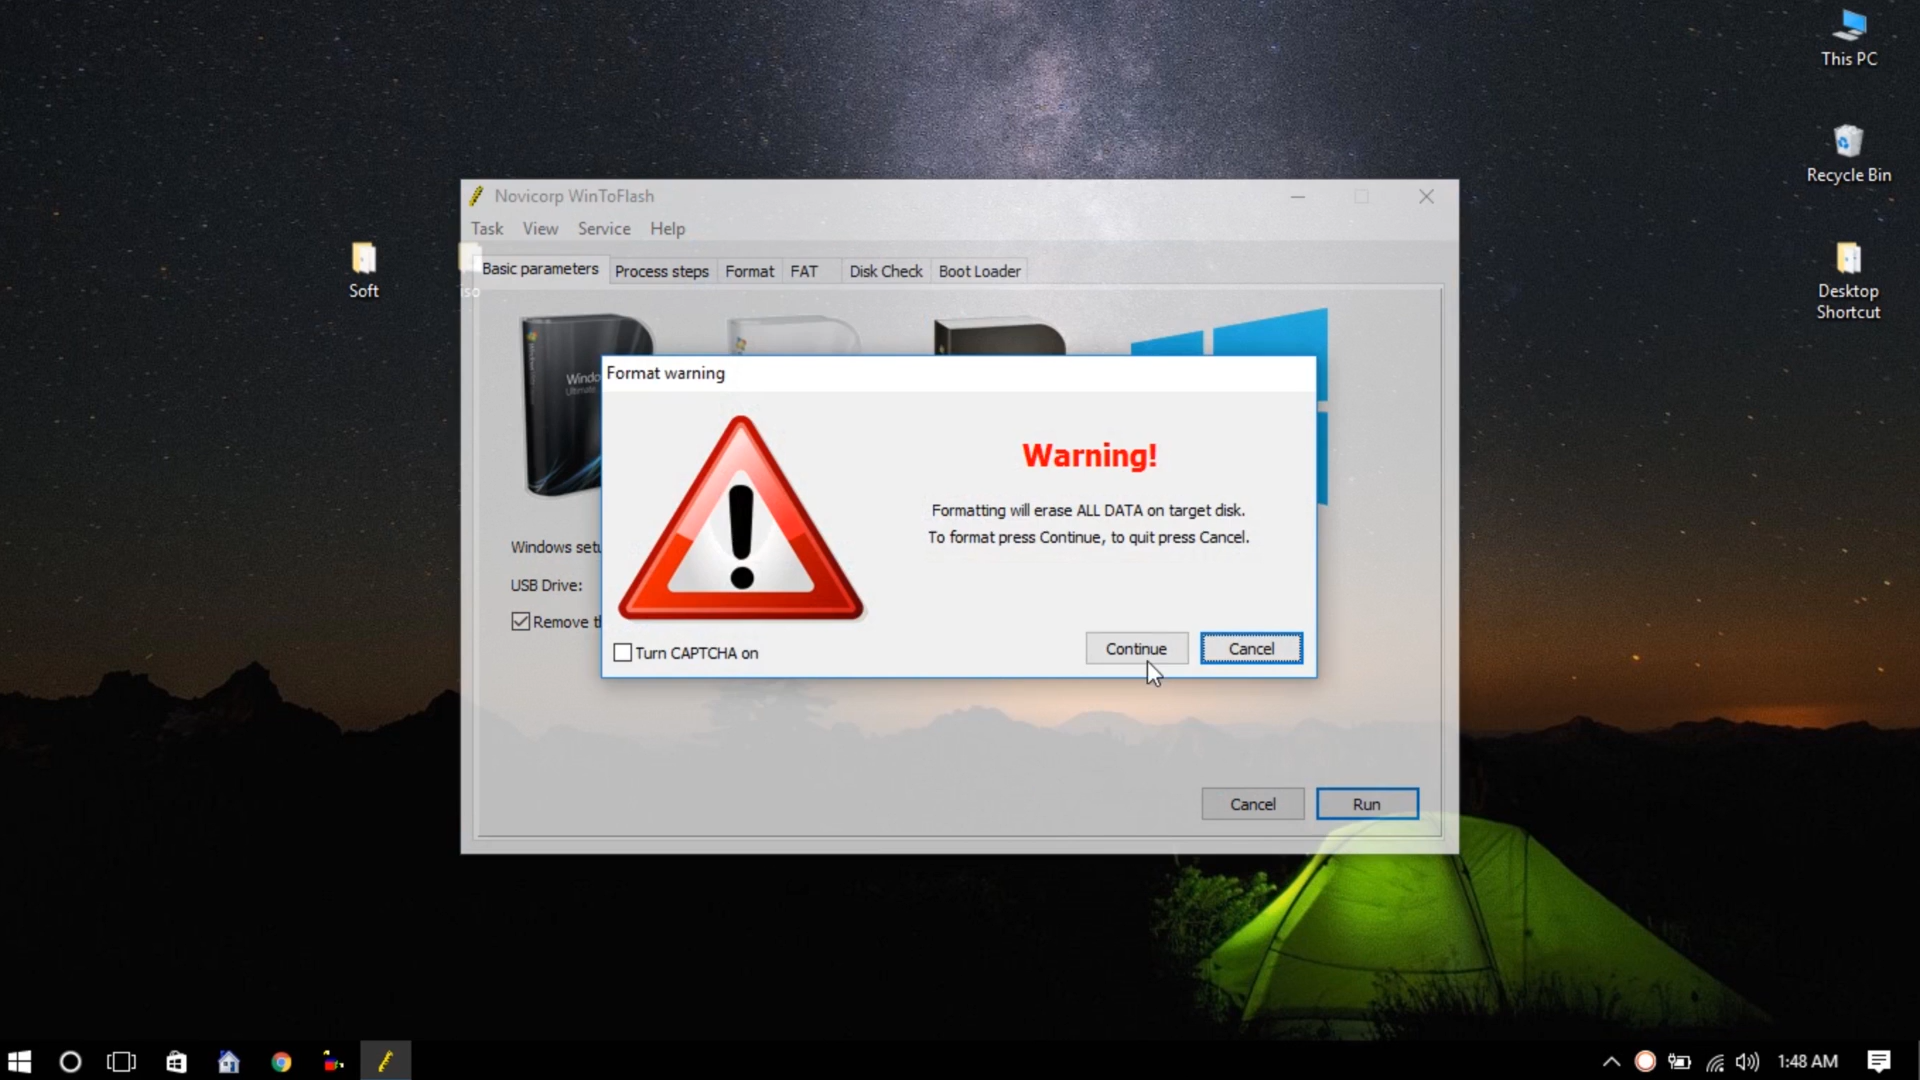 This PC
Recycle Bin
Desktop
Shortcut
Soft
iso
Novicorp WinToFlash
Task View Service Help
Basic parameters Process steps Format FAT Disk Check Boot Loader
Ultimate
Format warning
Warning!
Formatting will erase ALL DATA on target disk.
To format press Continue, to quit press Cancel.
Windows
USB Drive:
Remove
Turn CAPTCHA on
Continue Cancel
Cancel Run
1:48 AM